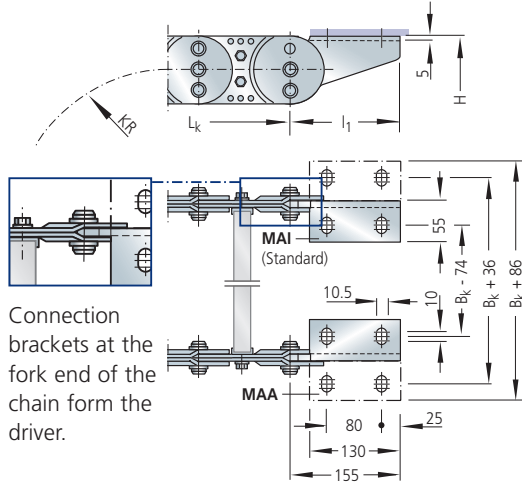 5
H
KR
Lk
l1
MAI
(Standard)
55
10.5
10
Bk - 74
Bk + 36
Bk + 86
Connection
brackets at the
fork end of the
chain form the
driver.
MAA
80
25
130
155